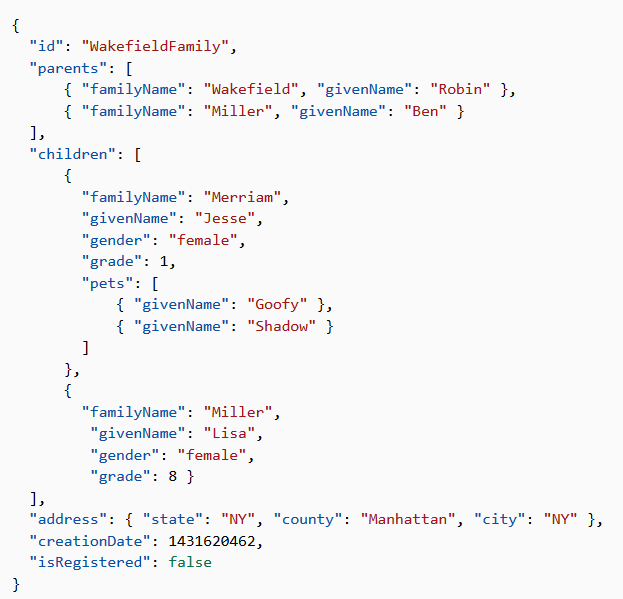 {
  "id": "WakefieldFamily",
  "parents": [
      { "familyName": "Wakefield", "givenName": "Robin" },
      { "familyName": "Miller", "givenName": "Ben" }
  ],
  "children": [
      {
        "familyName": "Merriam",
        "givenName": "Jesse",
        "gender": "female",
        "grade": 1,
        "pets": [
            { "givenName": "Goofy" },
            { "givenName": "Shadow" }
        ]
      },
      {
        "familyName": "Miller",
         "givenName": "Lisa",
         "gender": "female",
         "grade": 8 }
  ],
  "address": { "state": "NY", "county": "Manhattan", "city": "NY" },
  "creationDate": 1431620462,
  "isRegistered": false
}